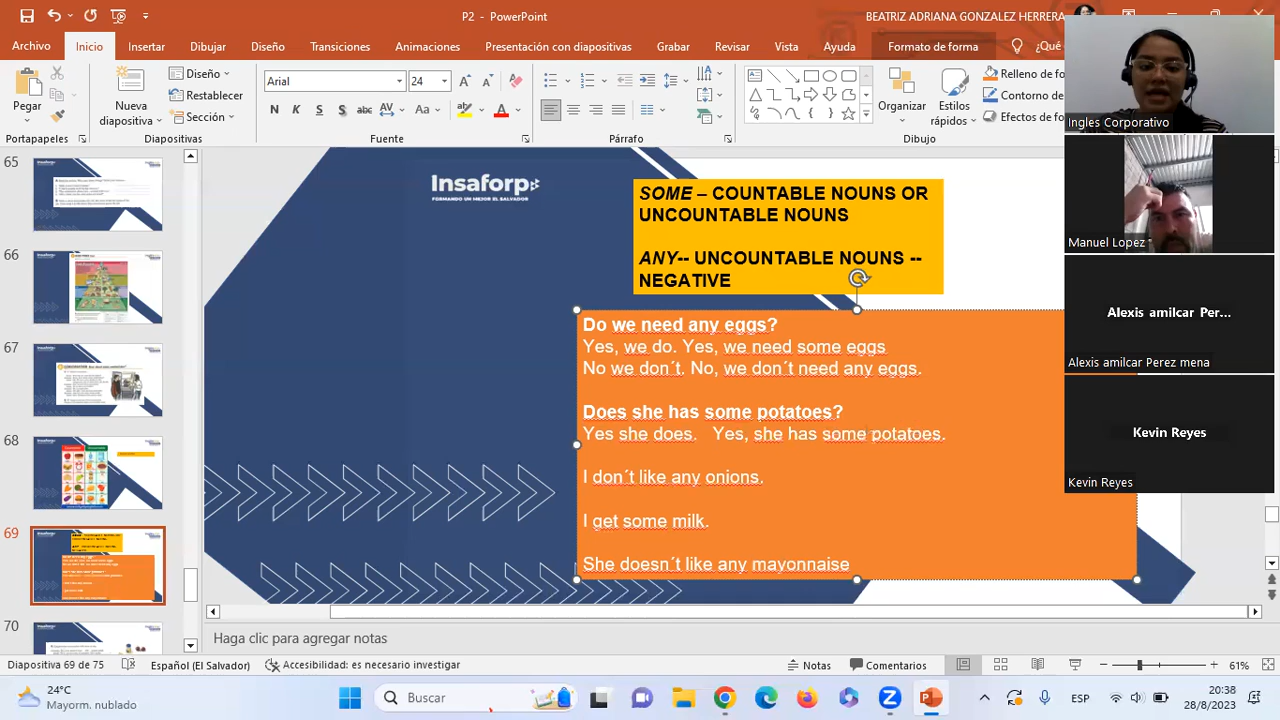 P2 - PowerPoint
BEATRIZ ADRIANA GONZALEZ HERRERA
Archivo Inicio Insertar Dibujar Diseño Transiciones Animaciones Presentación con diapositivas Grabar Revisar Vista Ayuda Formato de forma ¿Qué
Pegar
Nueva
diapositiva
Diseño
Restablecer
Sección
Arial 24
N K S abc AV Aa A
Organizar
Estilos
rápidos
Relleno de fo
Contorno de
Efectos de fo
Portapapeles Diapositivas Fuente Párrafo Dibujo
65
66
67
68
69
70
Insaforp
FORMANDO UN MEJOR EL SALVADOR
SOME – COUNTABLE NOUNS OR
UNCOUNTABLE NOUNS
ANY-- UNCOUNTABLE NOUNS --
NEGATIVE
Do we need any eggs?
Yes, we do. Yes, we need some eggs
No we don´t. No, we don´t need any eggs.
Does she has some potatoes?
Yes she does. Yes, she has some potatoes.
I don´t like any onions.
I get some milk.
She doesn´t like any mayonnaise
Ingles Corporativo
Manuel Lopez
Alexis amilcar Per...
Alexis amilcar Perez mena
Kevin Reyes
Kevin Reyes
Haga clic para agregar notas
Diapositiva 69 de 75 Español (El Salvador) Accesibilidad: es necesario investigar Notas Comentarios 61%
24°C
Mayorm. nublado
Buscar
ESP
20:38
28/8/2023